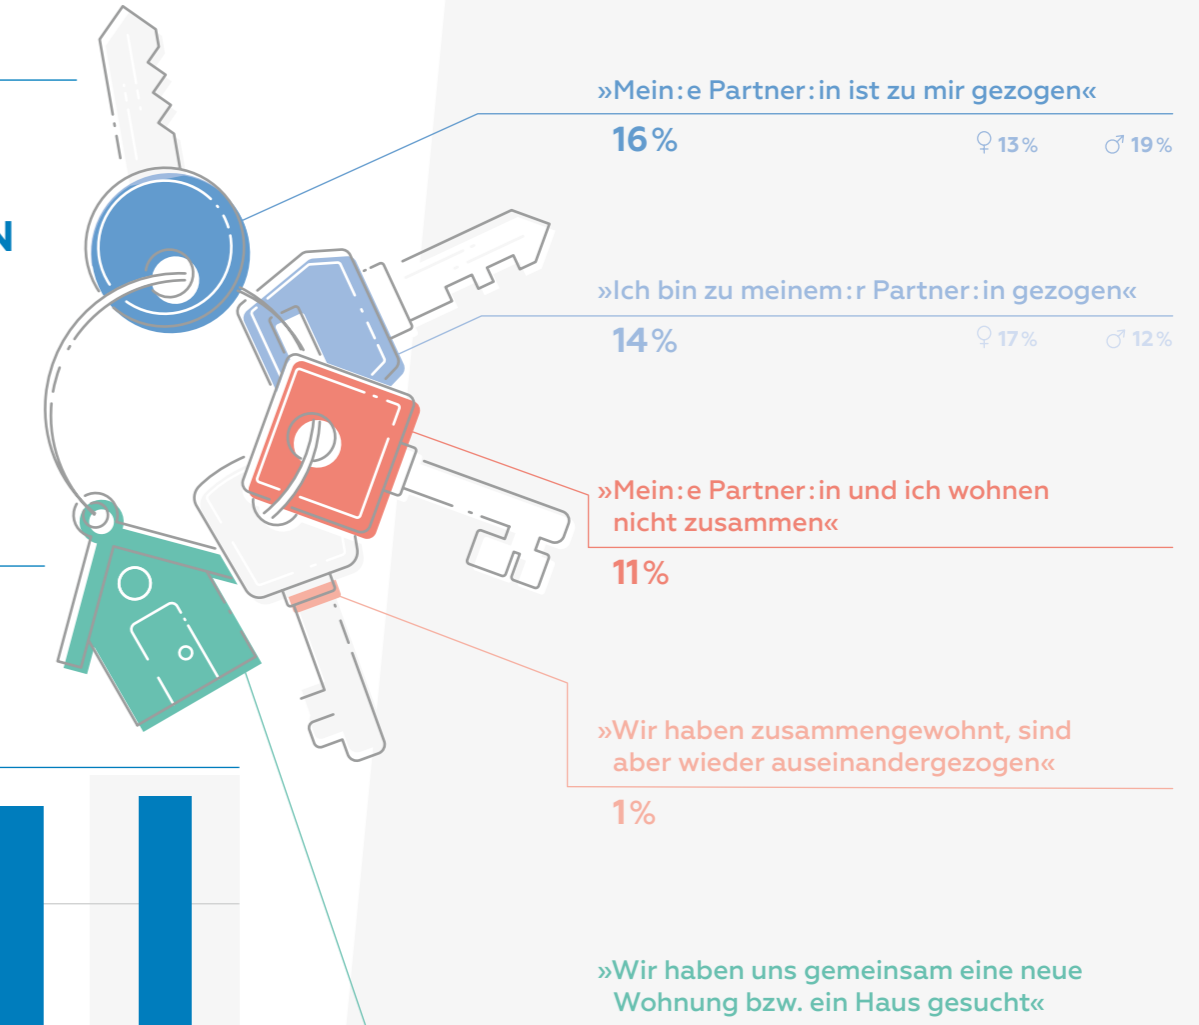 »Mein:e Partner:in ist zu mir gezogen«
16% ♀ 13% ♂ 19%
N
»Ich bin zu meinem:r Partner:in gezogen«
14% ♀ 17% ♂ 12%
»Mein:e Partner:in und ich wohnen
nicht zusammen«
11%
»Wir haben zusammengewohnt, sind
aber wieder auseinandergezogen«
1%
»Wir haben uns gemeinsam eine neue
Wohnung bzw. ein Haus gesucht«